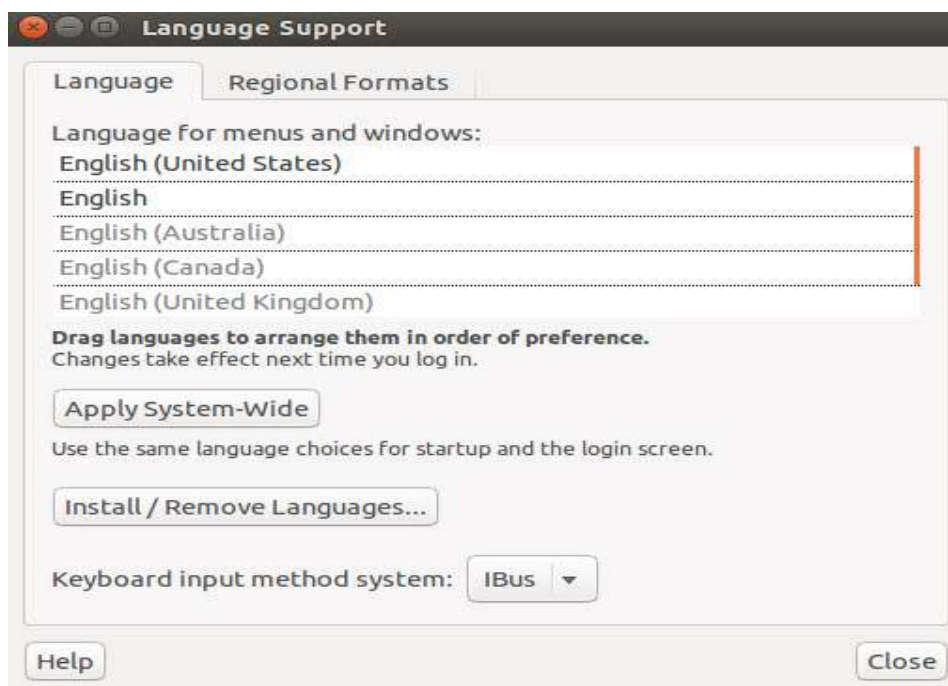 Language Support
Language
Regional Formats
Language for menus and windows:
English (United States)
English
English (Australia)
English (Canada)
English (United Kingdom)
Drag languages to arrange them in order of preference.
Changes take effect next time you log in.
Apply System-Wide
Use the same language choices for startup and the login screen.
Install / Remove Languages...
Keyboard input method system: IBus
Help
Close